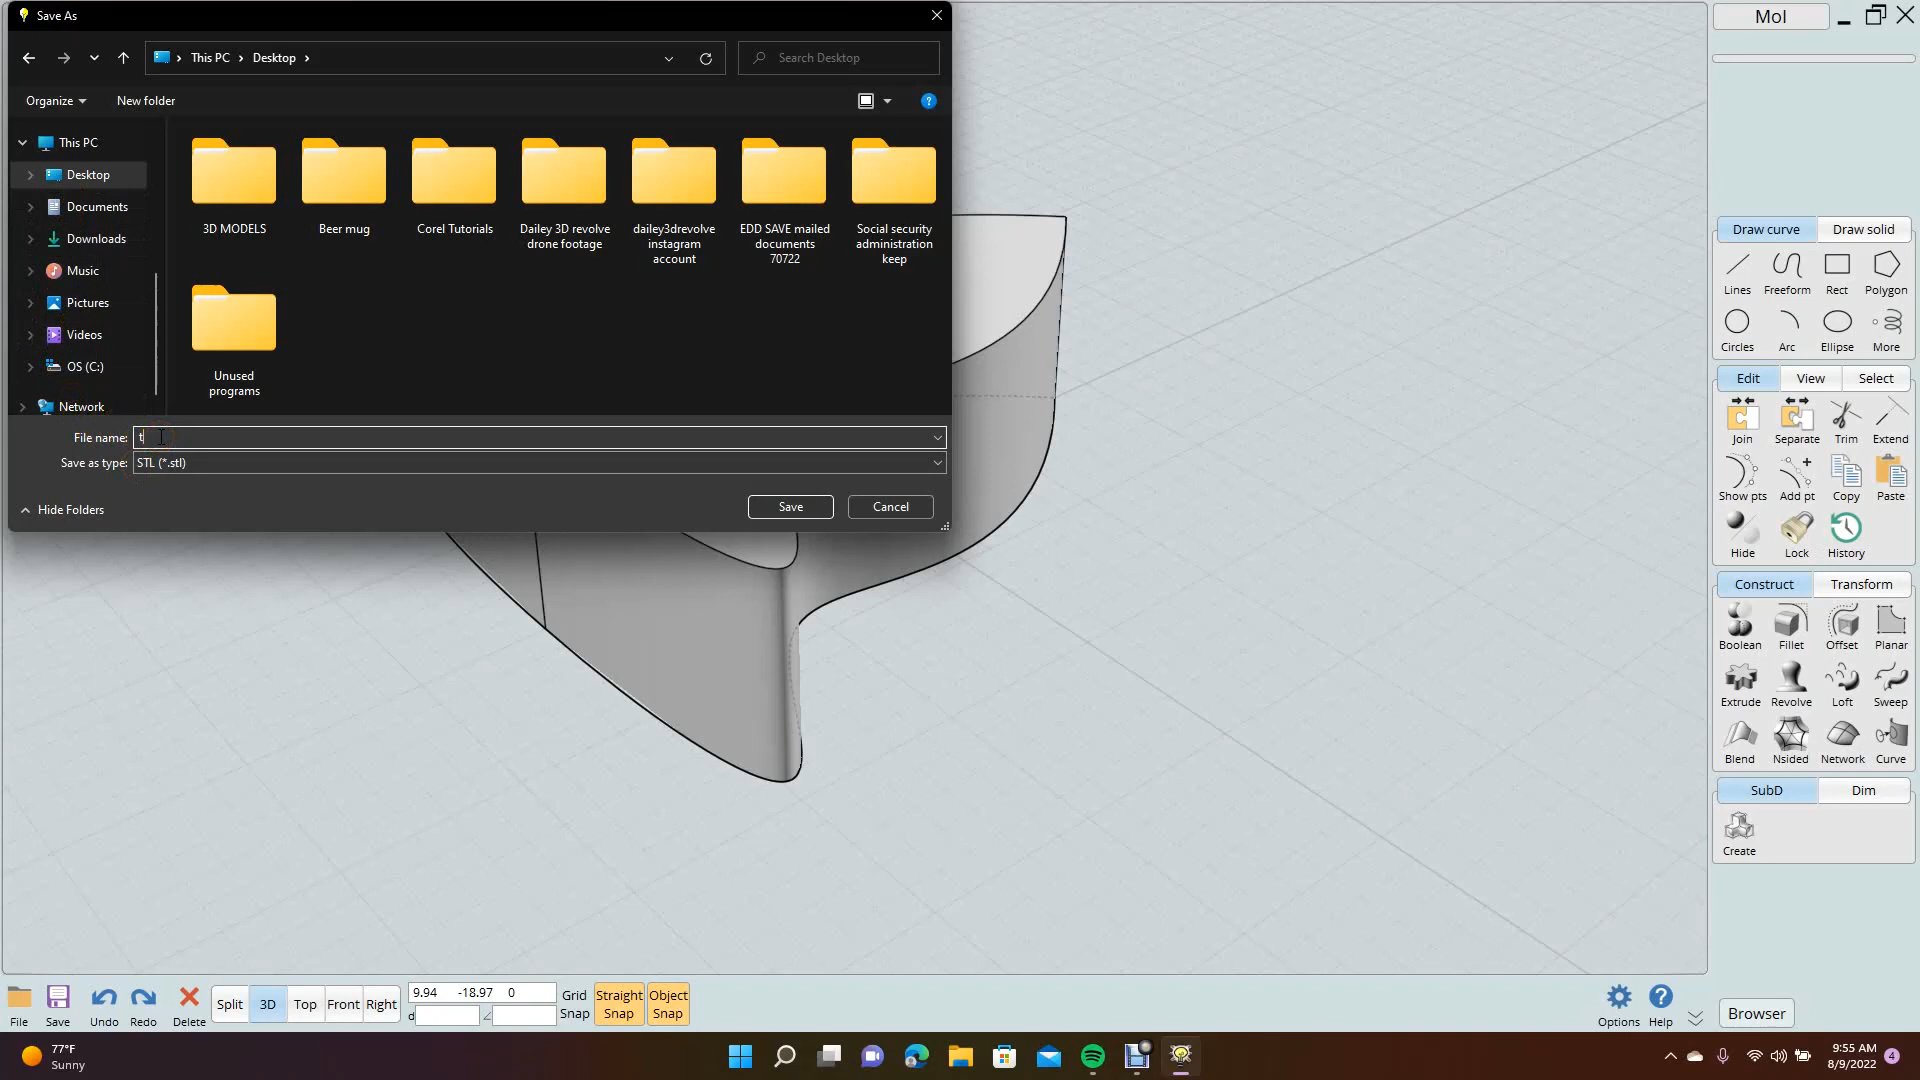 Save As
MoI
This PC
Desktop
Search Desktop
Organize
New folder
This PC
Desktop
Documents
Downloads
Music
Pictures
Videos
OS (C:)
Network
3D MODELS
Beer mug
Corel Tutorials
Dailey 3D revolve
drone footage
dailey3drevolve
instagram
account
EDD SAVE mailed
documents
70722
Social security
administration
keep
Unused
programs
File name: t
Save as type: STL (*.stl)
Hide Folders
Save
Cancel
Draw curve Draw solid
Lines Freeform Rect Polygon
Circles Arc Ellipse More
Edit View Select
Join Separate Trim Extend
Show pts Add pt Copy Paste
Hide Lock History
Construct Transform
Boolean Fillet Offset Planar
Extrude Revolve Loft Sweep
Blend Nsided Network Curve
SubD Dim
Create
File Save Undo Redo Delete
Split 3D Top Front Right
9.94 -18.97 0
d
Grid
Snap
Straight
Snap
Object
Snap
Options Help
Browser
77°F
Sunny
9:55 AM
8/9/2022
4